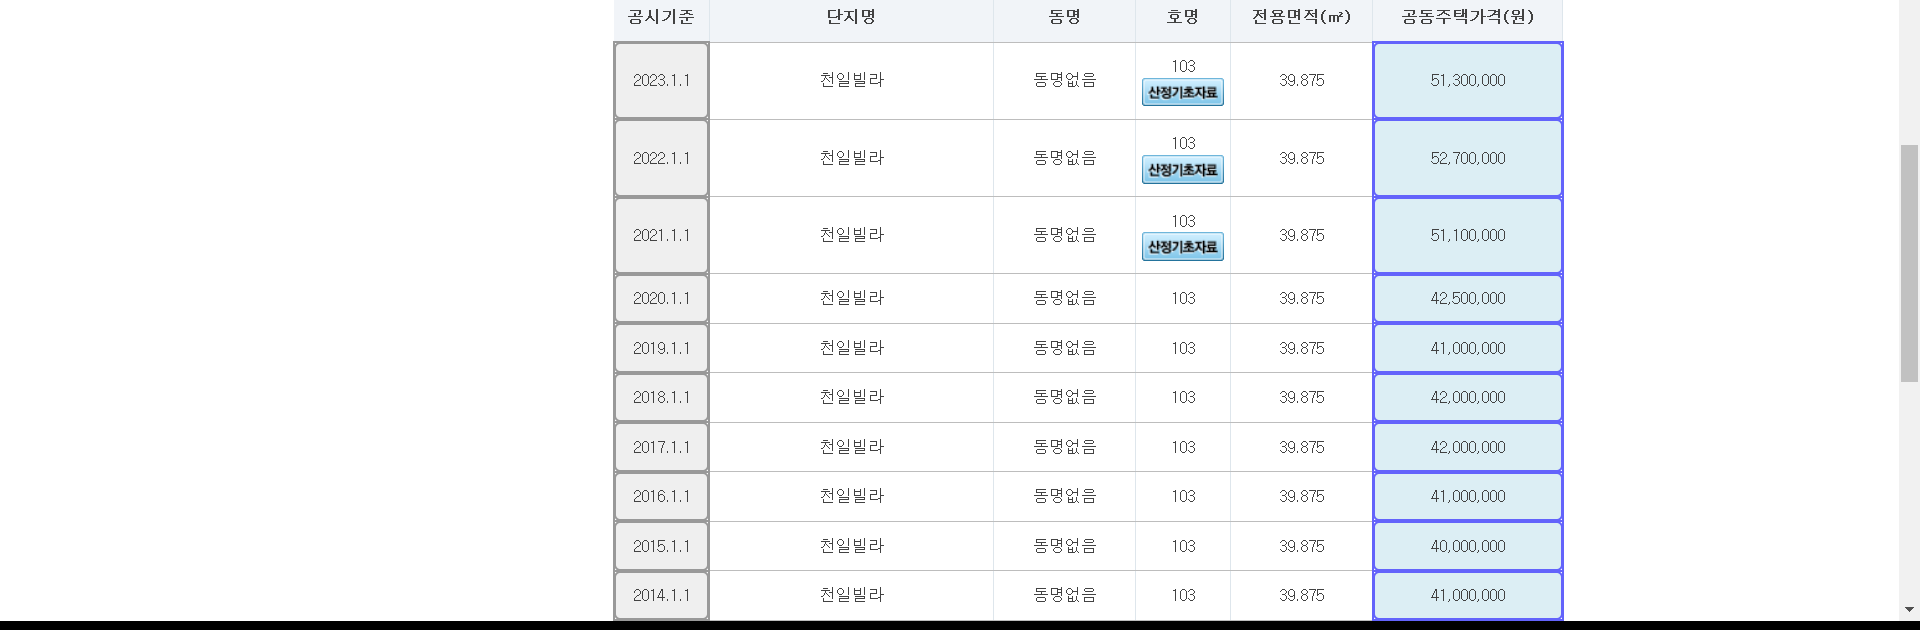 공시기준 단지명 동명 호명 전용면적(㎡) 공동주택가격(원)
2023.1.1 천일빌라 동명없음 103 산정기초자료 39.875 51,300,000
2022.1.1 천일빌라 동명없음 103 산정기초자료 39.875 52,700,000
2021.1.1 천일빌라 동명없음 103 산정기초자료 39.875 51,100,000
2020.1.1 천일빌라 동명없음 103 39.875 42,500,000
2019.1.1 천일빌라 동명없음 103 39.875 41,000,000
2018.1.1 천일빌라 동명없음 103 39.875 42,000,000
2017.1.1 천일빌라 동명없음 103 39.875 42,000,000
2016.1.1 천일빌라 동명없음 103 39.875 41,000,000
2015.1.1 천일빌라 동명없음 103 39.875 40,000,000
2014.1.1 천일빌라 동명없음 103 39.875 41,000,000